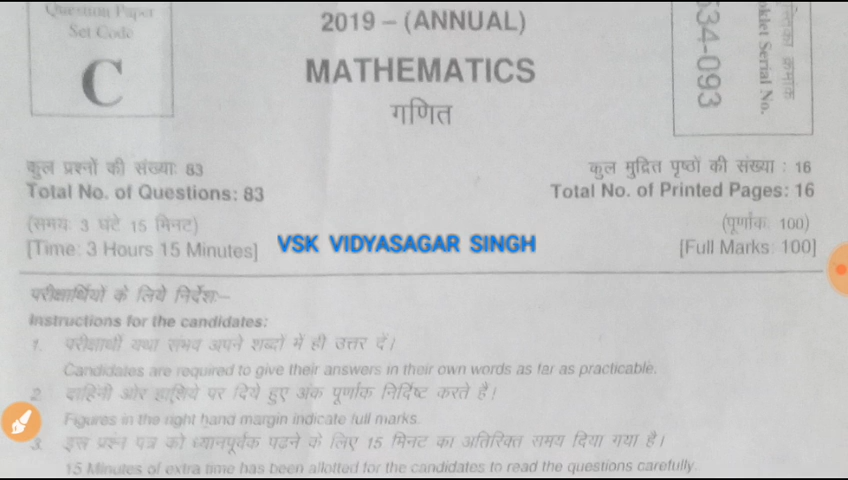 Question Paper
Set Code
C
2019 – (ANNUAL)
MATHEMATICS
गणित
534-093
oklet Serial No.
स्तिका क्रमांक
कुल प्रश्नों की संख्या: 83
Total No. of Questions: 83
(समय: 3 घंटे 15 मिनट)
[Time: 3 Hours 15 Minutes]
कुल मुद्रित पृष्ठों की संख्या : 16
Total No. of Printed Pages: 16
(पूर्णांक: 100)
[Full Marks: 100]
VSK VIDYASAGAR SINGH
परीक्षार्थियों के लिये निर्देश:–
Instructions for the candidates:
1. परीक्षार्थी यथा संभव अपने शब्दों में ही उत्तर दें।
Candidates are required to give their answers in their own words as far as practicable.
2. दाहिनी ओर हाशिये पर दिये हुए अंक पूर्णांक निर्दिष्ट करते हैं।
Figures in the right hand margin indicate full marks.
3. इस प्रश्न पत्र को ध्यानपूर्वक पढ़ने के लिए 15 मिनट का अतिरिक्त समय दिया गया है।
15 Minutes of extra time has been allotted for the candidates to read the questions carefully.